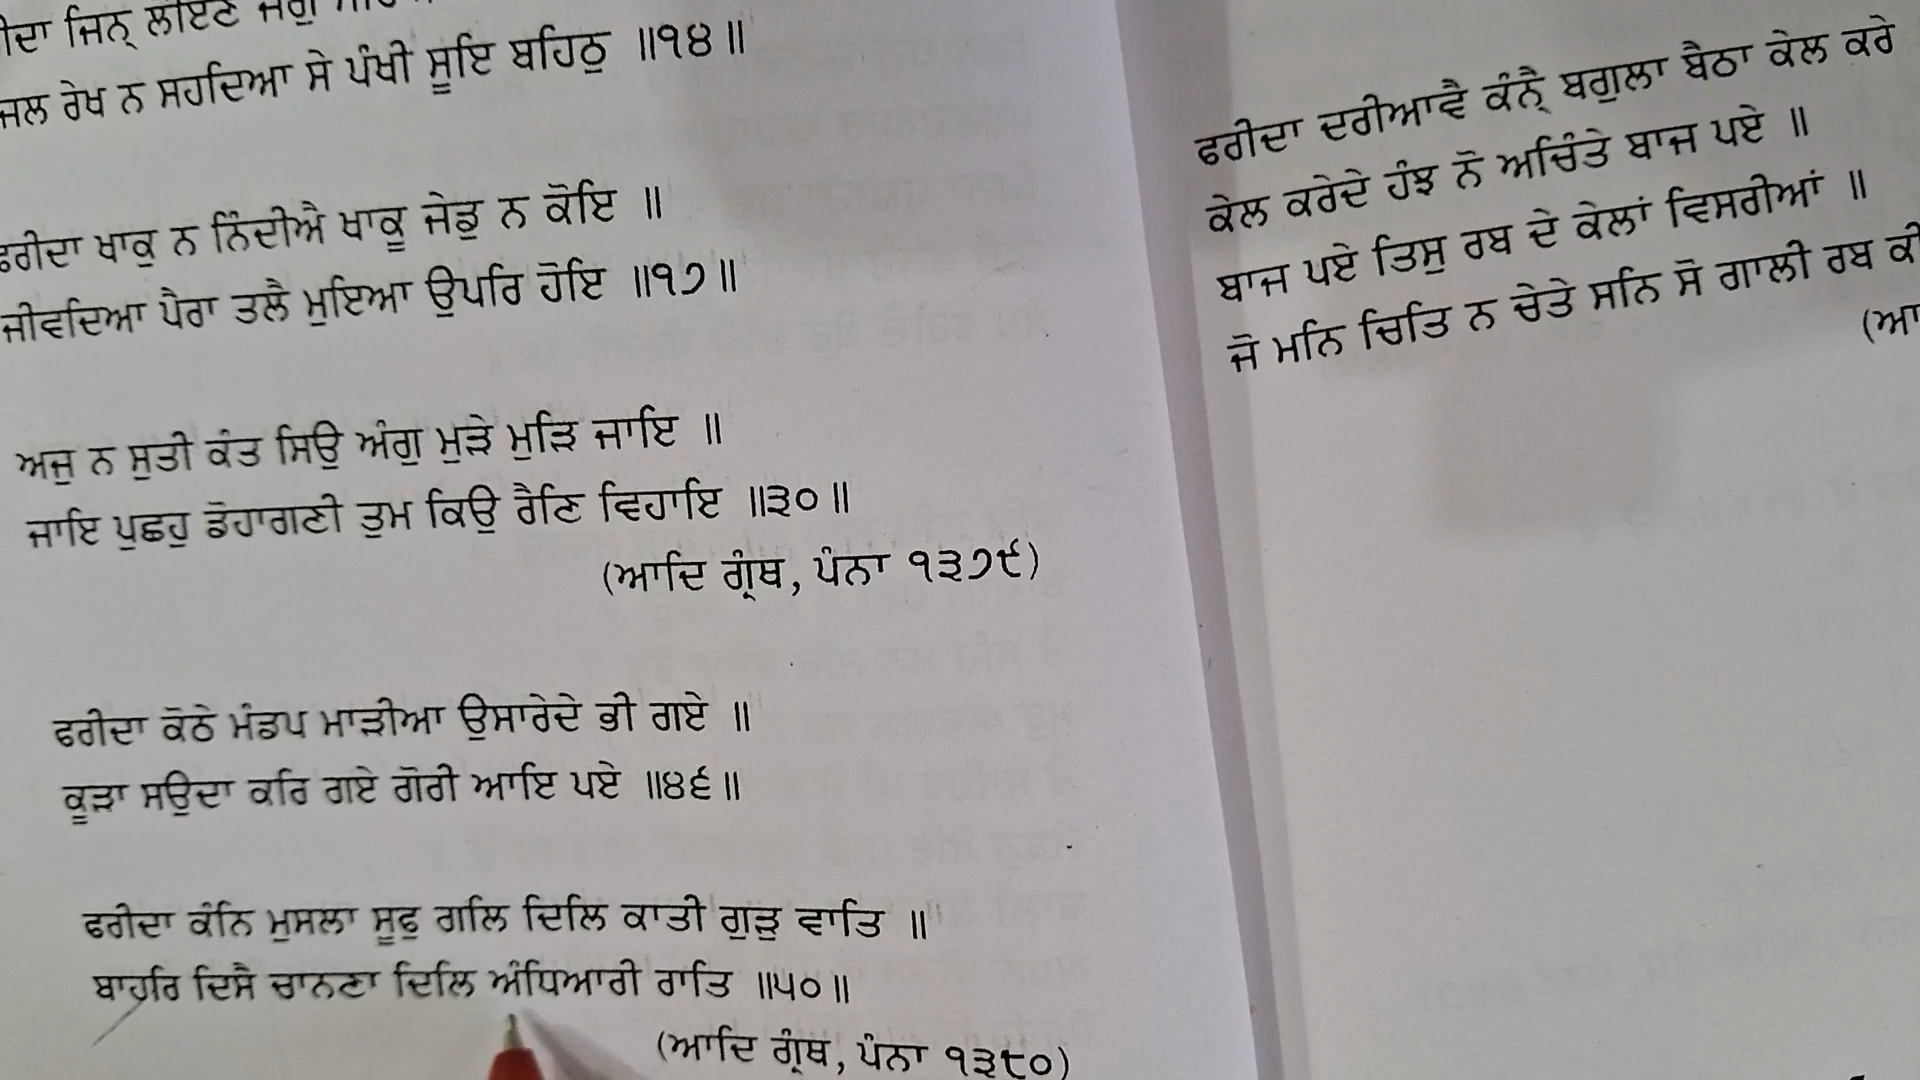 ਜਿਨ੍ ਲੋਇਣ ਜਗੁ
ਜਲ ਰੇਖ ਨ ਸਹਦਿਆ ਸੇ ਪੰਖੀ ਸੂਇ ਬਹਿਠੁ ॥੧੪॥
ਫਰੀਦਾ ਖਾਕੁ ਨ ਨਿੰਦੀਐ ਖਾਕੂ ਜੇਡੁ ਨ ਕੋਇ ॥
ਜੀਵਦਿਆ ਪੈਰਾ ਤਲੈ ਮੁਇਆ ਉਪਰਿ ਹੋਇ ॥੧੭॥
ਅਜੁ ਨ ਸੁਤੀ ਕੰਤ ਸਿਉ ਅੰਗੁ ਮੁੜੇ ਮੁੜਿ ਜਾਇ ॥
ਜਾਇ ਪੁਛਹੁ ਡੋਹਾਗਣੀ ਤੁਮ ਕਿਉ ਰੈਣਿ ਵਿਹਾਇ ॥੩੦॥
(ਆਦਿ ਗ੍ਰੰਥ, ਪੰਨਾ ੧੩੭੯)
ਫਰੀਦਾ ਕੋਠੇ ਮੰਡਪ ਮਾੜੀਆ ਉਸਾਰੇਦੇ ਭੀ ਗਏ ॥
ਕੂੜਾ ਸਉਦਾ ਕਰਿ ਗਏ ਗੋਰੀ ਆਇ ਪਏ ॥੪੬॥
ਫਰੀਦਾ ਕੰਨਿ ਮੁਸਲਾ ਸੂਫੁ ਗਲਿ ਦਿਲਿ ਕਾਤੀ ਗੁੜੁ ਵਾਤਿ ॥
ਬਾਹਰਿ ਦਿਸੈ ਚਾਨਣਾ ਦਿਲਿ ਅੰਧਿਆਰੀ ਰਾਤਿ ॥੫੦॥
(ਆਦਿ ਗ੍ਰੰਥ, ਪੰਨਾ ੧੩੮੦)
ਫਰੀਦਾ ਦਰੀਆਵੈ ਕੰਨ੍ਹੈ ਬਗੁਲਾ ਬੈਠਾ ਕੇਲ ਕਰੇ
ਕੇਲ ਕਰੇਦੇ ਹੰਝ ਨੋ ਅਚਿੰਤੇ ਬਾਜ ਪਏ ॥
ਬਾਜ ਪਏ ਤਿਸੁ ਰਬ ਦੇ ਕੇਲਾਂ ਵਿਸਰੀਆਂ ॥
ਜੋ ਮਨਿ ਚਿਤਿ ਨ ਚੇਤੇ ਸਨਿ ਸੋ ਗਾਲੀ ਰਬ ਕੀ